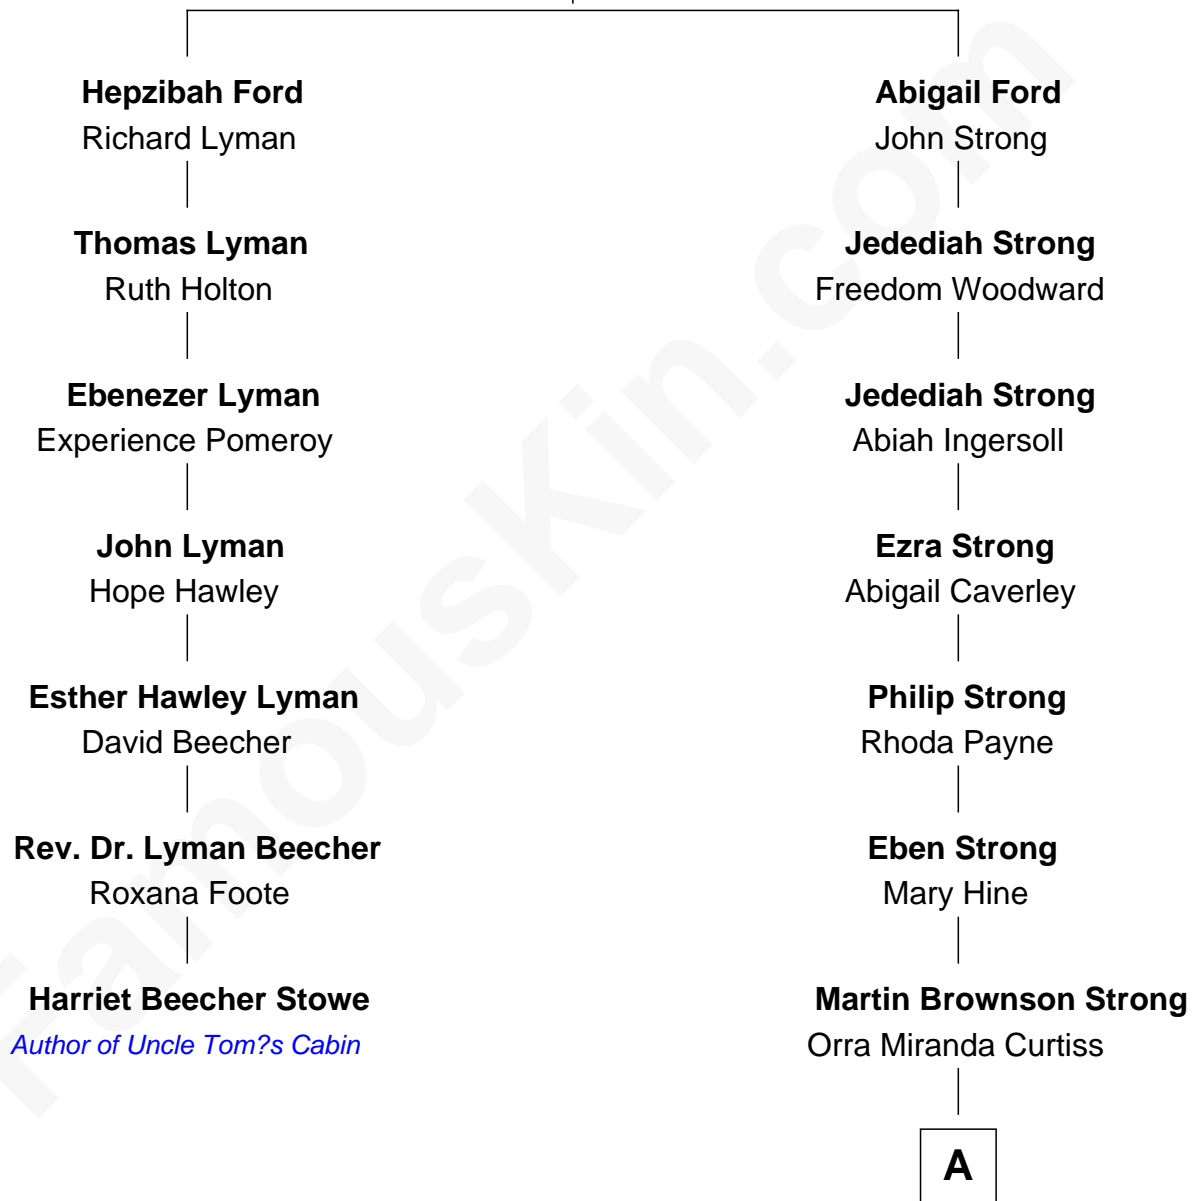 Hepzibah Ford
Richard Lyman
Thomas Lyman
Ruth Holton
Ebenezer Lyman
Experience Pomeroy
John Lyman
Hope Hawley
Esther Hawley Lyman
David Beecher
Rev. Dr. Lyman Beecher
Roxana Foote
Harriet Beecher Stowe
Author of Uncle Tom?s Cabin
Abigail Ford
John Strong
Jedediah Strong
Freedom Woodward
Jedediah Strong
Abiah Ingersoll
Ezra Strong
Abigail Caverley
Philip Strong
Rhoda Payne
Eben Strong
Mary Hine
Martin Brownson Strong
Orra Miranda Curtiss
A
FamousKin.com